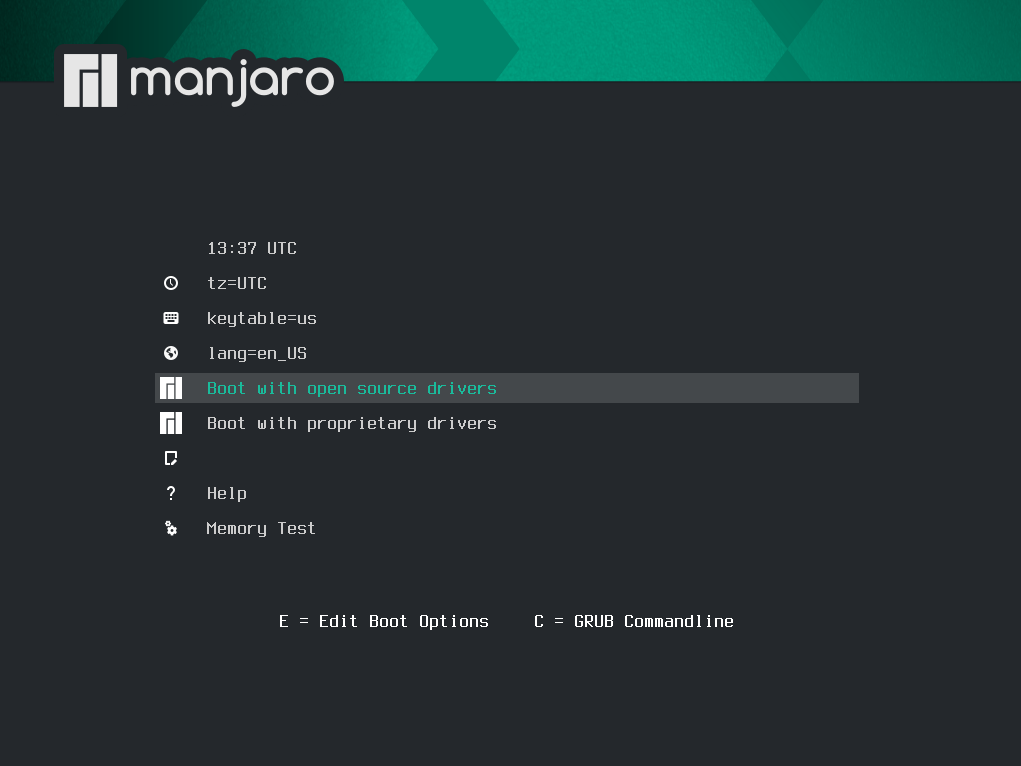 manjaro
13:37 UTC
tz=UTC
keytable=us
lang=en_US
Boot with open source drivers
Boot with proprietary drivers
? Help
Memory Test
E = Edit Boot Options C = GRUB Commandline